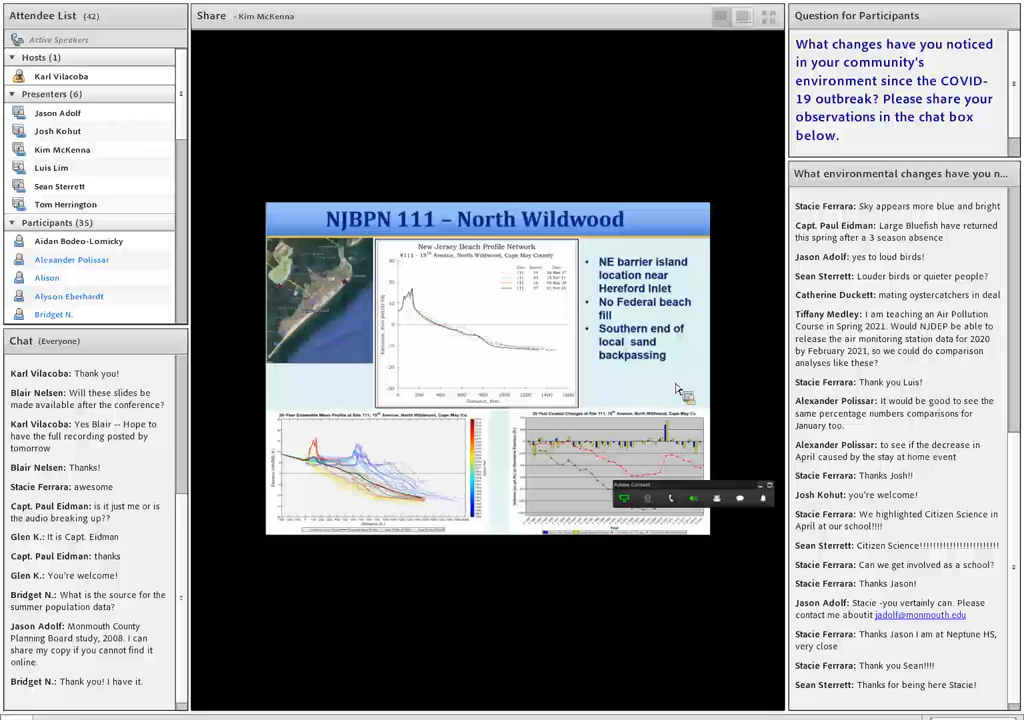 Attendee List (42)
Active Speakers
Hosts (1)
Karl Vilacoba
Presenters (6)
Jason Adolf
Josh Kohut
Kim McKenna
Luis Lim
Sean Sterrett
Tom Herrington
Participants (35)
Aidan Bodeo-Lomicky
Alexander Polissar
Alison
Alyson Eberhardt
Bridget N.
Chat (Everyone)
Karl Vilacoba: Thank you!
Blair Nelsen: Will these slides be
made available after the conference?
Karl Vilacoba: Yes Blair -- Hope to
have the full recording posted by
tomorrow
Blair Nelsen: Thanks!
Stacie Ferrara: awesome
Capt. Paul Eidman: is it just me or is
the audio breaking up??
Glen K.: It is Capt. Eidman
Capt. Paul Eidman: thanks
Glen K.: You're welcome!
Bridget N.: What is the source for the
summer population data?
Jason Adolf: Monmouth County
Planning Board study, 2008. I can
share my copy if you cannot find it
online.
Bridget N.: Thank you! I have it.
Share - Kim McKenna
NJBPN 111 – North Wildwood
New Jersey Beach Profile Network
#111 - 15th Avenue, North Wildwood, Cape May County
Distance, Feet
• NE barrier island
location near
Hereford Inlet
• No Federal beach
fill
• Southern end of
local sand
backpassing
Adobe Connect
Question for Participants
What changes have you noticed
in your community's
environment since the COVID-
19 outbreak? Please share your
observations in the chat box
below.
What environmental changes have you n...
Stacie Ferrara: Sky appears more blue and bright
Capt. Paul Eidman: Large Bluefish have returned
this spring after a 3 season absence
Jason Adolf: yes to loud birds!
Sean Sterrett: Louder birds or quieter people?
Catherine Duckett: mating oystercatchers in deal
Tiffany Medley: I am teaching an Air Pollution
Course in Spring 2021. Would NJDEP be able to
release the air monitoring station data for 2020
by February 2021, so we could do comparison
analyses like these?
Stacie Ferrara: Thank you Luis!
Alexander Polissar: It would be good to see the
same percentage numbers comparisons for
January too.
Alexander Polissar: to see if the decrease in
April caused by the stay at home event
Stacie Ferrara: Thanks Josh!!
Josh Kohut: you're welcome!
Stacie Ferrara: We highlighted Citizen Science in
April at our school!!!!
Sean Sterrett: Citizen Science!!!!!!!!!!!!!!!!!!!!!!!!
Stacie Ferrara: Can we get involved as a school?
Stacie Ferrara: Thanks Jason!
Jason Adolf: Stacie -you vertainly can. Please
contact me aboutit jadolf@monmouth.edu
Stacie Ferrara: Thanks Jason I am at Neptune HS,
very close
Stacie Ferrara: Thank you Sean!!!!
Sean Sterrett: Thanks for being here Stacie!